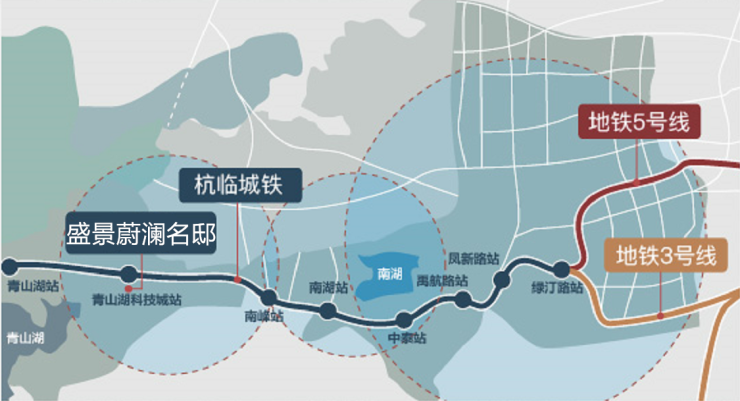 地铁5号线
杭临城铁
盛景蔚澜名邸
地铁3号线
凤新路站
南湖
禹航路站
青山湖站
青山湖科技城站
南湖站
绿汀路站
南峰站
中泰站
青山湖